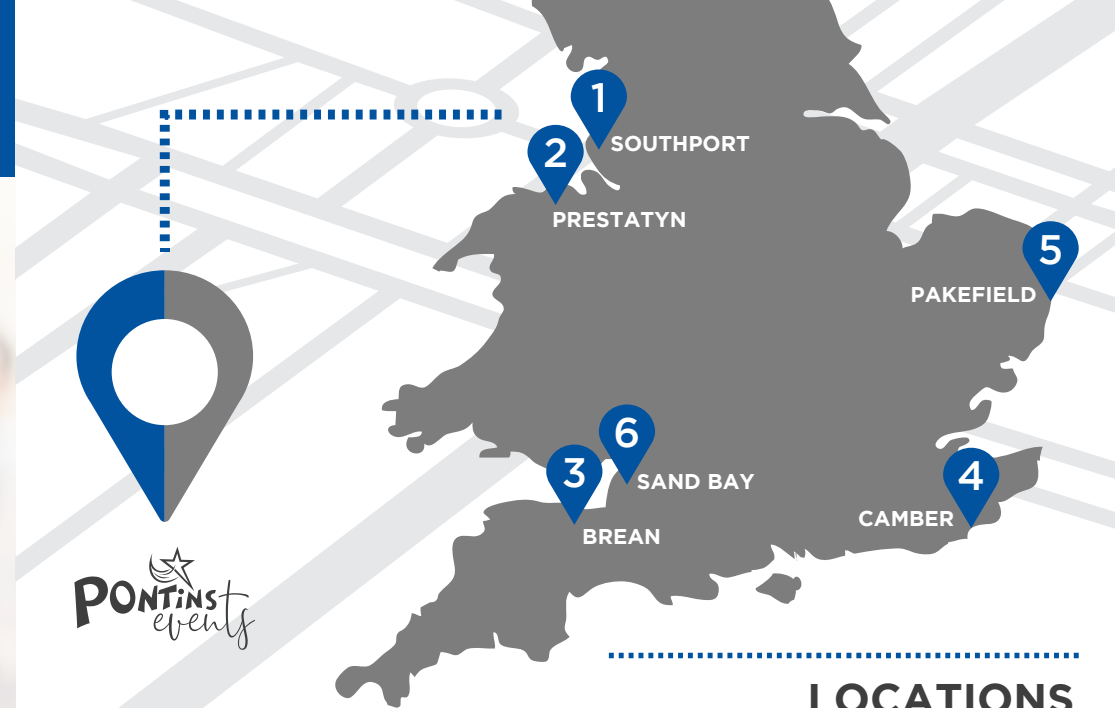 1
SOUTHPORT
2
PRESTATYN
5
PAKEFIELD
6
SAND BAY
3
BREAN
4
CAMBER
PONTiNS
events
LOCATIONS